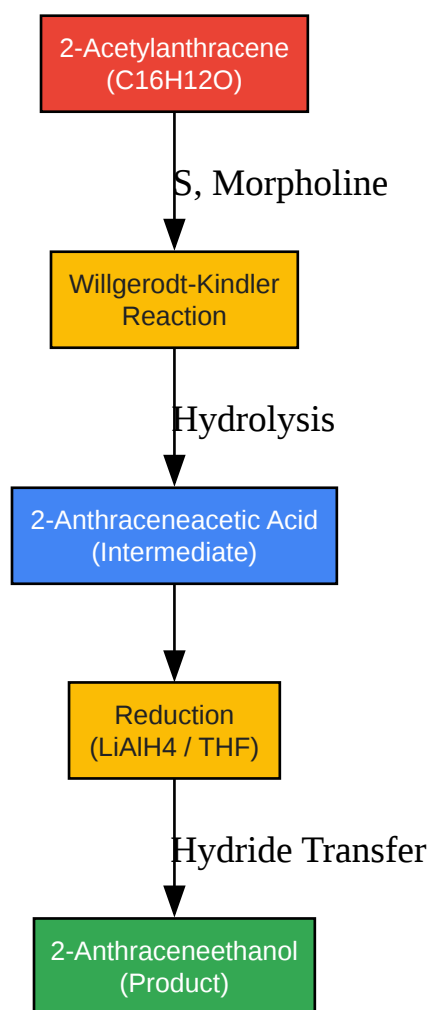 2-Acetylanthracene
(C16H12O)
S, Morpholine
Willgerodt-Kindler
Reaction
Hydrolysis
2-Anthraceneacetic Acid
(Intermediate)
Reduction
(LiAlH4 / THF)
Hydride Transfer
2-Anthraceneethanol
(Product)